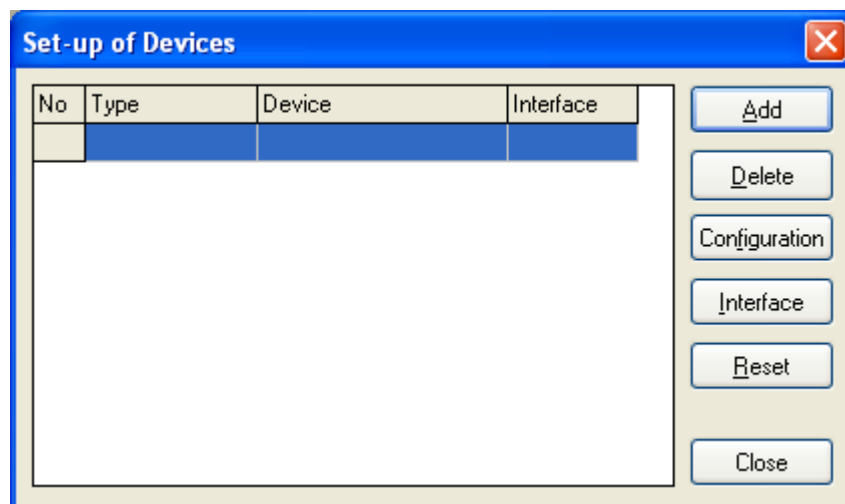 Set-up of Devices
No Type Device Interface
Add
Delete
Configuration
Interface
Reset
Close